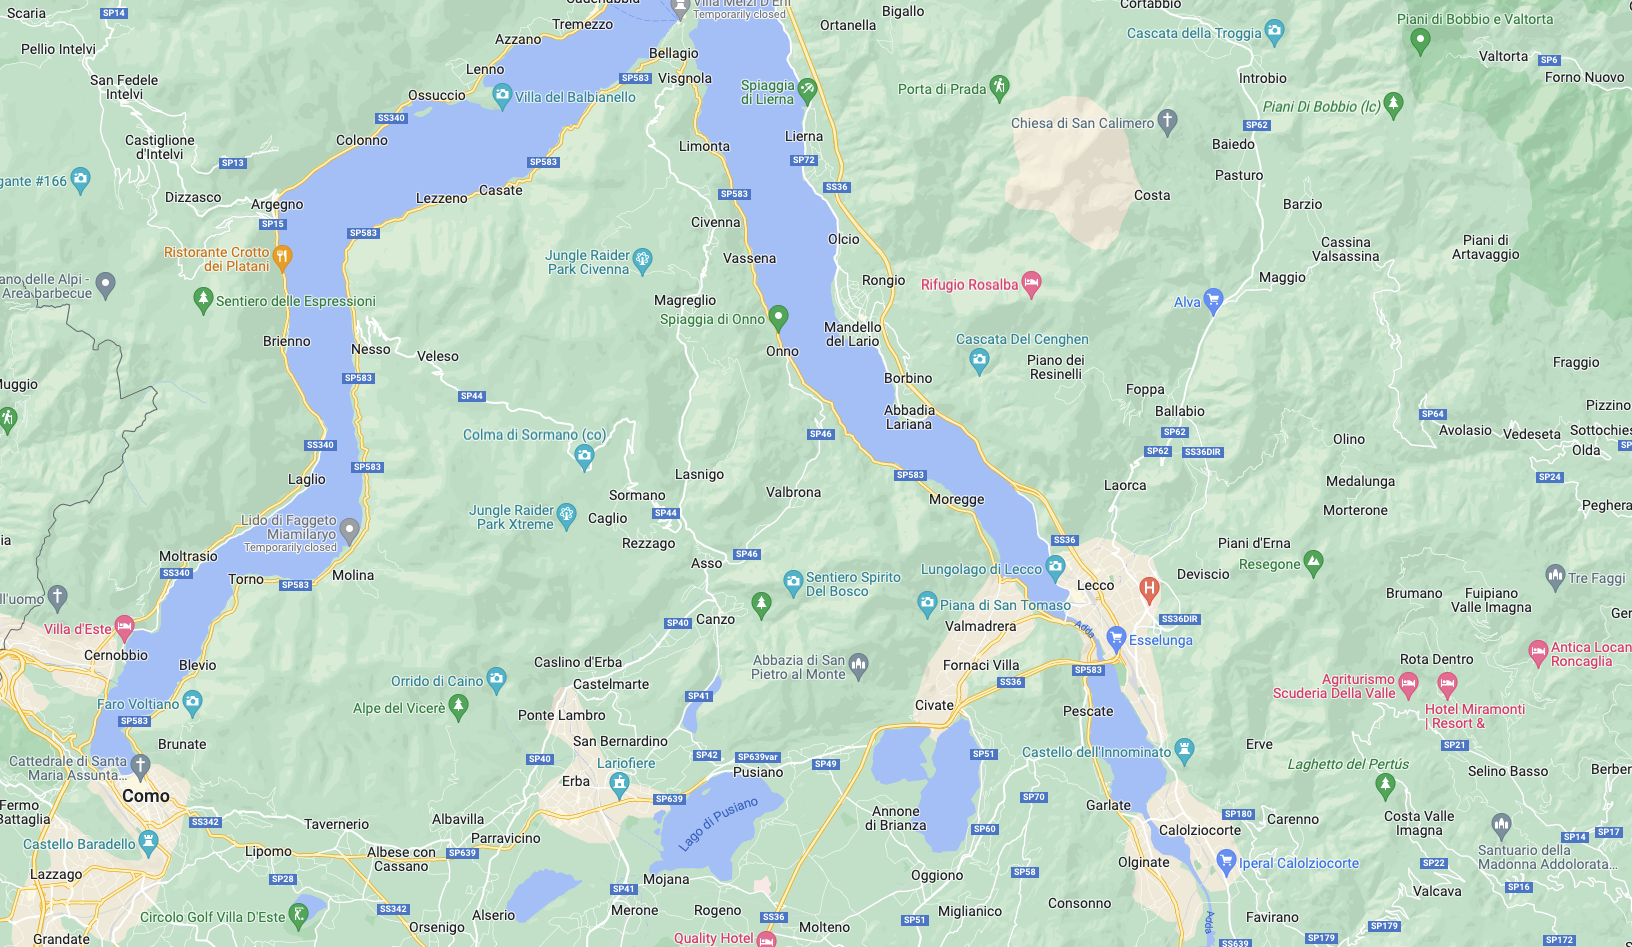 Scaria
SP14
Cadenabbia
Tremezzo
Villa Melzi D'Eril
Temporarily closed
Ortanella
Bigallo
Cortabbio
Piani di Bobbio e Valtorta
Azzano
Pellio Intelvi
Bellagio
Cascata della Troggia
Valtorta
SP6
Forno Nuovo
San Fedele
Intelvi
Lenno
Visgnola
SP583
Ossuccio
Villa del Balbianello
Spiaggia
di Lierna
Porta di Prada
Introbio
Piani Di Bobbio (lc)
SS340
Colonno
Castiglione
d'Intelvi
SP13
SP583
Limonta
Lierna
SP72
Chiesa di San Calimero
SP62
Baiedo
gante #166
Dizzasco
Argegno
SP15
Lezzeno
Casate
SP583
SS36
Pasturo
Costa
Barzio
SP583
Civenna
Olcio
Cassina
Valsassina
Piani di
Artavaggio
Ristorante Crotto
dei Platani
Jungle Raider
Park Civenna
Vassena
Rongio
Rifugio Rosalba
Maggio
ano delle Alpi -
Area barbecue
Sentiero delle Espressioni
Magreglio
Spiaggia di Onno
Alva
Brienno
Nesso
Veleso
Onno
Mandello
del Lario
Cascata Del Cenghen
Piano dei
Resinelli
Fraggio
Muggio
SP583
SP44
Borbino
Foppa
Abbadia
Lariana
Ballabio
SP64
Pizzino
SS340
Colma di Sormano (co)
SP46
SP62
SP62
SS36DIR
Olino
Avolasio
Vedeseta
Sottochies
Olda
SP
SP583
Laglio
Lasnigo
SP583
Laorca
Medalunga
SP24
Sormano
Valbrona
Moregge
Morterone
Peghera
Lido di Faggeto
Miamilaryo
Temporarily closed
Jungle Raider
Park Xtreme
Caglio
SP44
Rezzago
SS36
Piani d'Erna
Resegone
ia
Moltrasio
SS340
Torno
SP583
Molina
SP46
Asso
Sentiero Spirito
Del Bosco
Lungolago di Lecco
Lecco
Deviscio
Tre Faggi
Brumano
Fuipiano
Valle Imagna
ll'uomo
Villa d'Este
Cernobbio
SP40
Canzo
Piana di San Tomaso
Valmadrera
Adda
SS36DIR
Esselunga
Ger
Blevio
Caslino d'Erba
Castelmarte
Abbazia di San
Pietro al Monte
Fornaci Villa
SP583
SS36
Rota Dentro
Antica Locan
Roncaglia
Orrido di Caino
Alpe del Vicerè
SP41
Civate
Pescate
Agriturismo
Scuderia Della Valle
Hotel Miramonti
| Resort &
Faro Voltiano
SP583
Brunate
Ponte Lambro
San Bernardino
SP40
Lariofiere
SP42
SP639var
Pusiano
SP49
SP51
Castello dell'Innominato
Erve
SP21
Laghetto del Pertús
Selino Basso
Berber
Cattedrale di Santa
Maria Assunta...
Como
Erba
SP639
Lago di Pusiano
SP70
Garlate
SP180
Carenno
Costa Valle
Imagna
Fermo
Battaglia
SS342
Tavernerio
Albavilla
Parravicino
Annone
di Brianza
SP60
Calolziocorte
SP14
SP17
Castello Baradello
Lipomo
Albese con
Cassano
SP639
Olginate
Iperal Calolziocorte
SP22
Santuario della
Madonna Addolorata...
Lazzago
SP28
SP41
Mojana
Oggiono
SP58
Valcava
SP16
Circolo Golf Villa D'Este
SS342
Orsenigo
Alserio
Merone
Rogeno
SS36
Molteno
SP51
Miglianico
Consonno
Adda
Favirano
SP179
SP179
SP172
Grandate
Quality Hotel
SS639